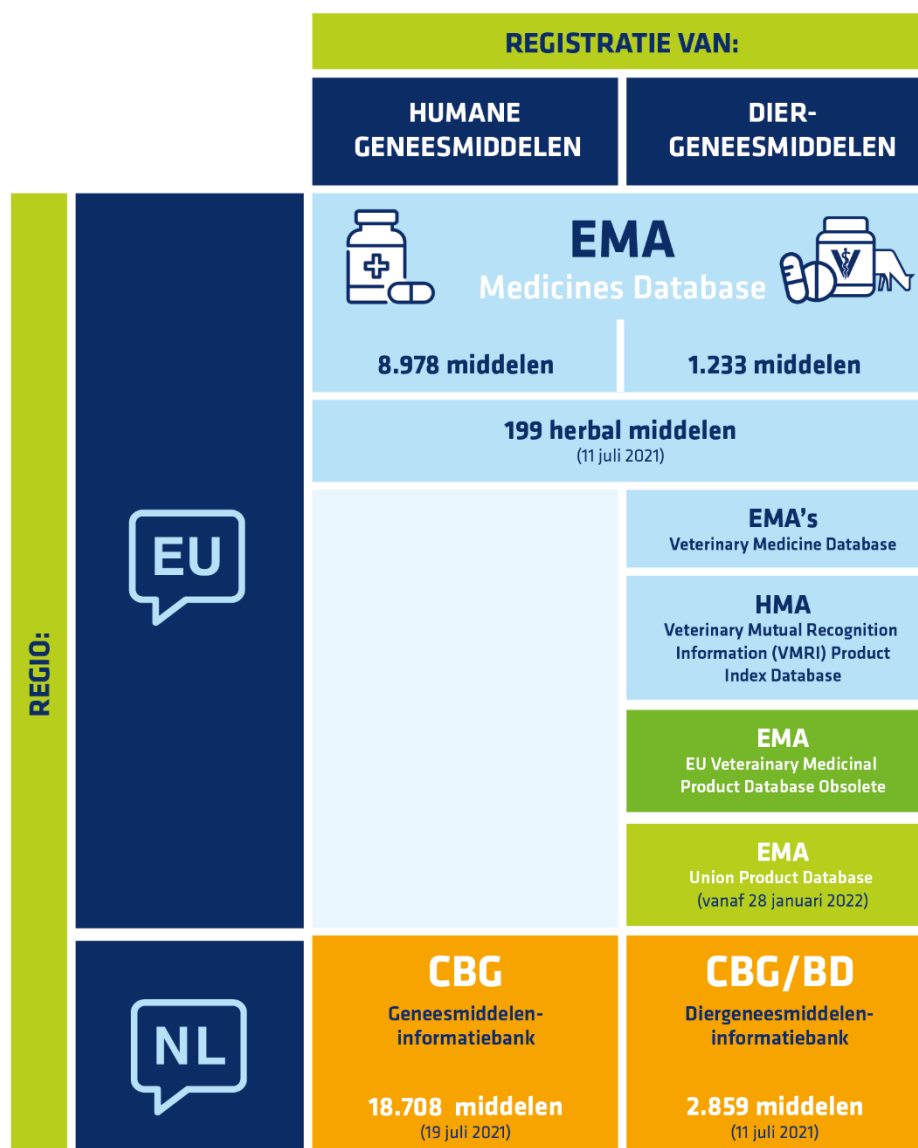 REGISTRATIE VAN:
HUMANE
GENEESMIDDELEN
DIER-
GENEESMIDDELEN
REGIO:
EU
EMA
Medicines Database
8.978 middelen
1.233 middelen
199 herbal middelen
(11 juli 2021)
EMA's
Veterinary Medicine Database
HMA
Veterinary Mutual Recognition
Information (VMRI) Product
Index Database
EMA
EU Veterainary Medicinal
Product Database Obsolete
EMA
Union Product Database
(vanaf 28 januari 2022)
NL
CBG
Geneesmiddelen-
informatiebank
18.708 middelen
(19 juli 2021)
CBG/BD
Diergeneesmiddelen-
informatiebank
2.859 middelen
(11 juli 2021)